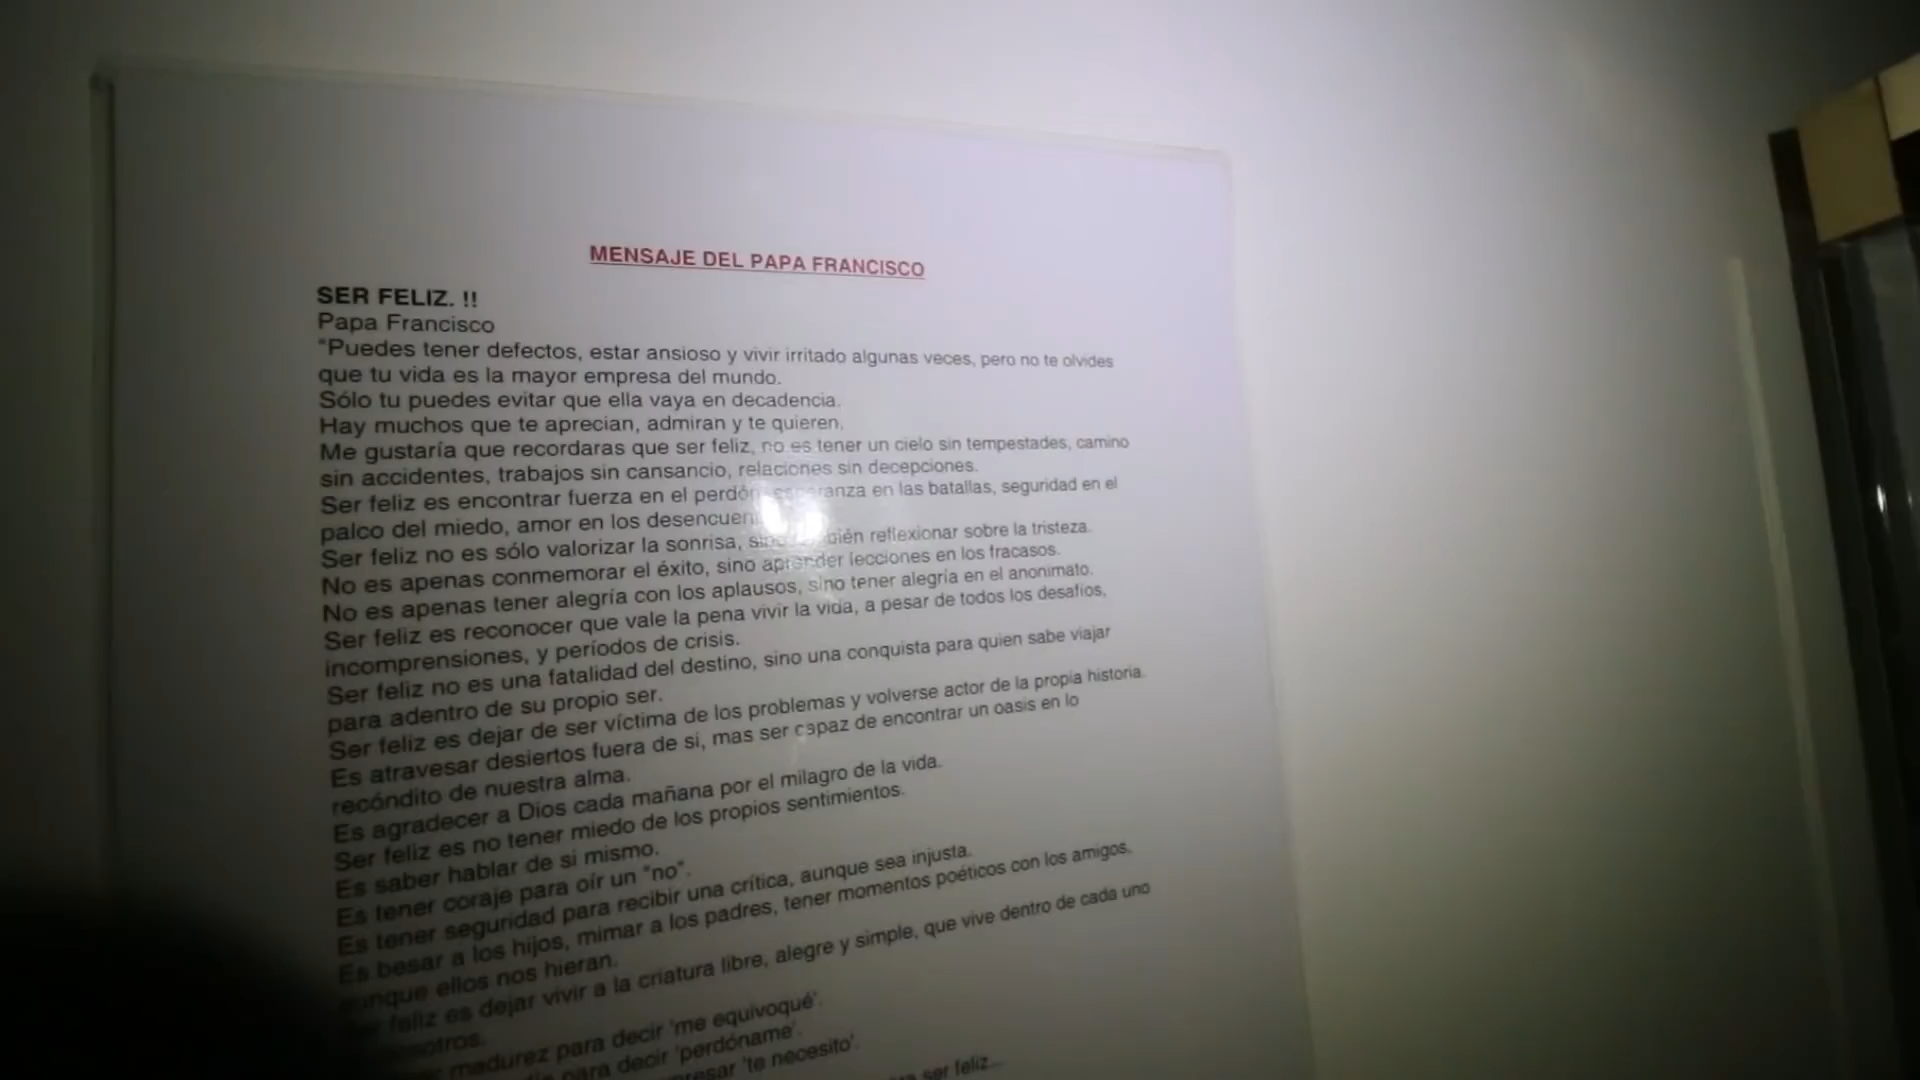 MENSAJE DEL PAPA FRANCISCO
SER FELIZ. !!
Papa Francisco
"Puedes tener defectos, estar ansioso y vivir irritado algunas veces, pero no te olvides
que tu vida es la mayor empresa del mundo.
Sólo tu puedes evitar que ella vaya en decadencia.
Hay muchos que te aprecian, admiran y te quieren.
Me gustaría que recordaras que ser feliz, no es tener un cielo sin tempestades, camino
sin accidentes, trabajos sin cansancio, relaciones sin decepciones.
Ser feliz es encontrar fuerza en el perdón, esperanza en las batallas, seguridad en el
palco del miedo, amor en los
Ser feliz no es sólo valorizar la sonrisa, sino también reflexionar sobre la tristeza.
No es apenas conmemorar el éxito, sino aprender lecciones en los fracasos.
No es apenas tener alegría con los aplausos, sino tener alegría en el anonimato.
Ser feliz es reconocer que vale la pena vivir la vida, a pesar de todos los desafíos,
incomprensiones, y períodos de crisis.
Ser feliz no es una fatalidad del destino, sino una conquista para quien sabe viajar
para adentro de su propio ser.
Ser feliz es dejar de ser víctima de los problemas y volverse actor de la propia historia.
Es atravesar desiertos fuera de si, mas ser capaz de encontrar un oasis en lo
recóndito de nuestra alma.
Es agradecer a Dios cada mañana por el milagro de la vida.
Ser feliz es no tener miedo de los propios sentimientos.
Es saber hablar de si mismo.
Es tener coraje para oír un "no".
Es tener seguridad para recibir una crítica, aunque sea injusta.
Es besar a los hijos, mimar a los padres, tener momentos poéticos con los amigos,
aunque ellos nos hieran.
Ser feliz es dejar vivir a la criatura libre, alegre y simple, que vive dentro de cada uno
madurez para decir 'me equivoqué'.
para decir 'perdóname'.
'te necesito'.
ser feliz...